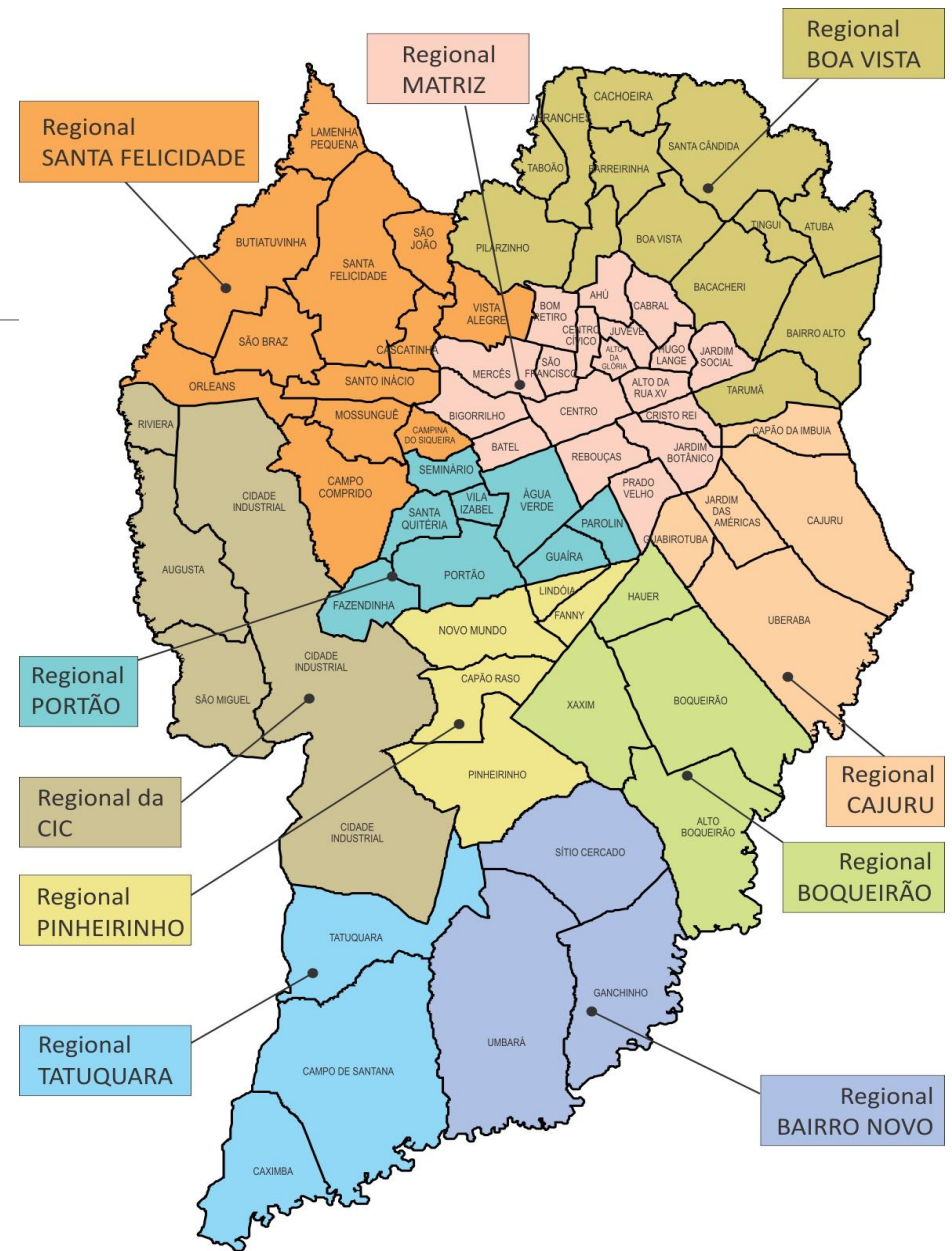 Regional
BOA VISTA
Regional
MATRIZ
Regional
SANTA FELICIDADE
LAMENHA
PEQUENA
BUTIATUVINHA
SANTA
FELICIDADE
SÃO
JOÃO
SÃO BRAZ
CASCATINHA
VISTA
ALEGRE
ORLEANS
SANTO INÁCIO
MOSSUNGUÊ
CAMPINA
DO SIQUEIRA
CAMPO
COMPRIDO
ABRANCHES
CACHOEIRA
SANTA CÂNDIDA
TABOÃO
BARREIRINHA
PILARZINHO
BOA VISTA
TINGUI
ATUBA
BACACHERI
BAIRRO ALTO
TARUMÃ
BOM
RETIRO
AHÚ
CABRAL
CENTRO
CÍVICO
JUVEVÊ
ALTO
DA
GLÓRIA
HUGO
LANGE
JARDIM
SOCIAL
MERCÊS
SÃO
FRANCISCO
ALTO DA
RUA XV
BIGORRILHO
CENTRO
CRISTO REI
BATEL
REBOUÇAS
JARDIM
BOTÂNICO
PRADO
VELHO
CAPÃO DA IMBUIA
JARDIM
DAS
AMÉRICAS
CAJURU
GUABIROTUBA
UBERABA
SEMINÁRIO
VILA
IZABEL
ÁGUA
VERDE
SANTA
QUITÉRIA
PAROLIN
GUAÍRA
PORTÃO
FAZENDINHA
RIVIERA
CIDADE
INDUSTRIAL
AUGUSTA
CIDADE
INDUSTRIAL
SÃO MIGUEL
CIDADE
INDUSTRIAL
LINDÓIA
FANNY
NOVO MUNDO
CAPÃO RASO
PINHEIRINHO
HAUER
XAXIM
BOQUEIRÃO
ALTO
BOQUEIRÃO
SÍTIO CERCADO
GANCHINHO
UMBARÁ
TATUQUARA
CAMPO DE SANTANA
CAXIMBA
Regional
PORTÃO
Regional da
CIC
Regional
PINHEIRINHO
Regional
TATUQUARA
Regional
CAJURU
Regional
BOQUEIRÃO
Regional
BAIRRO NOVO